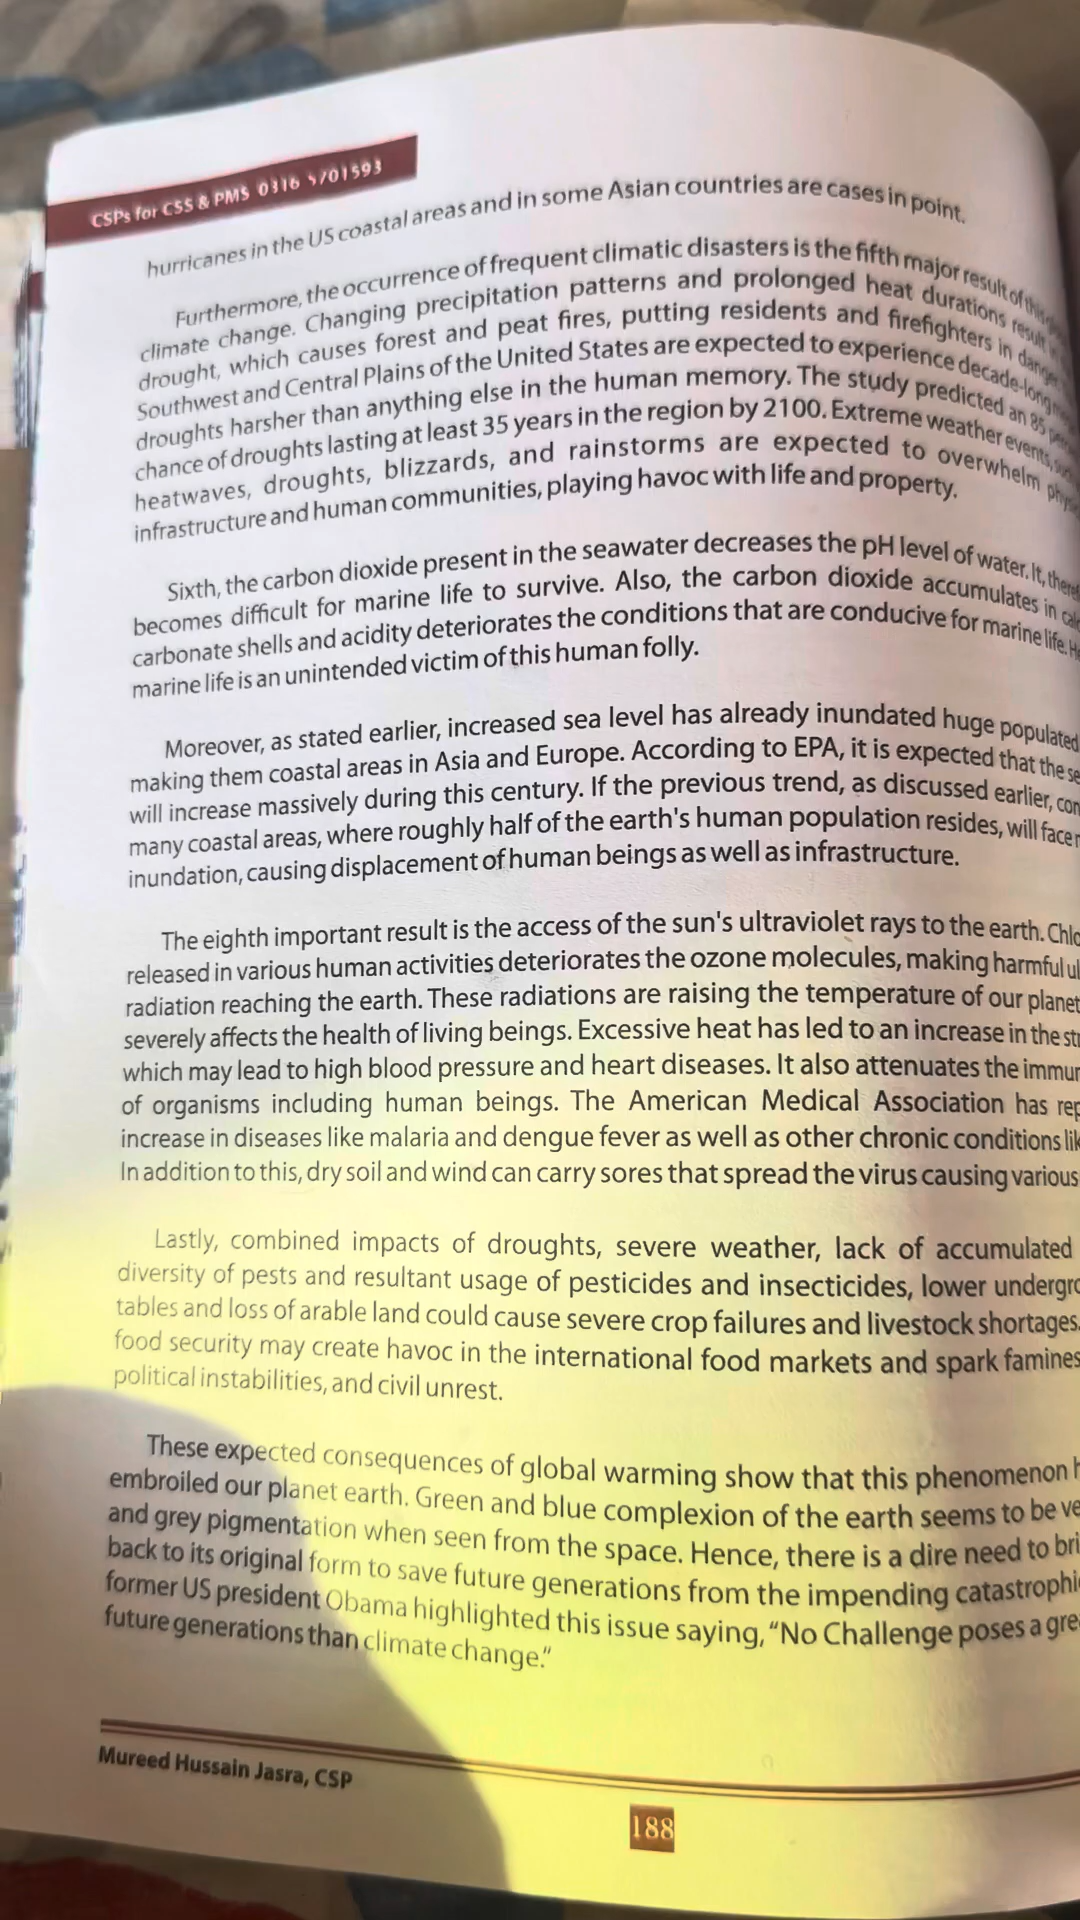 CSPs for CSS & PMS 0316 5701593
hurricanes in the US coastal areas and in some Asian countries are cases in point.
Furthermore, the occurrence of frequent climatic disasters is the fifth major result of this
climate change. Changing precipitation patterns and prolonged heat durations result in
drought, which causes forest and peat fires, putting residents and firefighters in danger.
Southwest and Central Plains of the United States are expected to experience decade-long
droughts harsher than anything else in the human memory. The study predicted an 85
chance of droughts lasting at least 35 years in the region by 2100. Extreme weather events,
heatwaves, droughts, blizzards, and rainstorms are expected to overwhelm
infrastructure and human communities, playing havoc with life and property.
Sixth, the carbon dioxide present in the seawater decreases the pH level of water. It,
becomes difficult for marine life to survive. Also, the carbon dioxide accumulates in
carbonate shells and acidity deteriorates the conditions that are conducive for marine life.
marine life is an unintended victim of this human folly.
Moreover, as stated earlier, increased sea level has already inundated huge populated
making them coastal areas in Asia and Europe. According to EPA, it is expected that the
will increase massively during this century. If the previous trend, as discussed earlier,
many coastal areas, where roughly half of the earth's human population resides, will face
inundation, causing displacement of human beings as well as infrastructure.
The eighth important result is the access of the sun's ultraviolet rays to the earth.
released in various human activities deteriorates the ozone molecules, making harmful
radiation reaching the earth. These radiations are raising the temperature of our planet
severely affects the health of living beings. Excessive heat has led to an increase in the
which may lead to high blood pressure and heart diseases. It also attenuates the
of organisms including human beings. The American Medical Association has
increase in diseases like malaria and dengue fever as well as other chronic conditions
In addition to this, dry soil and wind can carry sores that spread the virus causing various
Lastly, combined impacts of droughts, severe weather, lack of accumulated
diversity of pests and resultant usage of pesticides and insecticides, lower
tables and loss of arable land could cause severe crop failures and livestock shortages.
food security may create havoc in the international food markets and spark famines
political instabilities, and civil unrest.
These expected consequences of global warming show that this phenomenon
embroiled our planet earth. Green and blue complexion of the earth seems to be
and grey pigmentation when seen from the space. Hence, there is a dire need to
back to its original form to save future generations from the impending
former US president Obama highlighted this issue saying, "No Challenge poses a
future generations than climate change."
Mureed Hussain Jasra, CSP
188